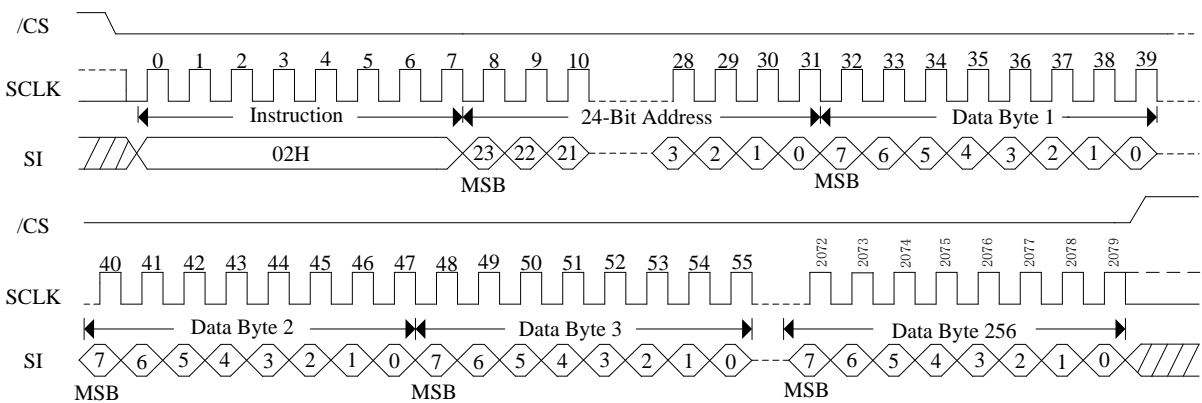 /CS
0 1 2 3 4 5 6 7 8 9 10 28 29 30 31 32 33 34 35 36 37 38 39
SCLK
Instruction 24-Bit Address Data Byte 1
SI 02H 23 22 21 3 2 1 0 7 6 5 4 3 2 1 0
MSB MSB
/CS
40 41 42 43 44 45 46 47 48 49 50 51 52 53 54 55 2072 2073 2074 2075 2076 2077 2078 2079
SCLK
Data Byte 2 Data Byte 3 Data Byte 256
SI 7 6 5 4 3 2 1 0 7 6 5 4 3 2 1 0 7 6 5 4 3 2 1 0
MSB MSB MSB